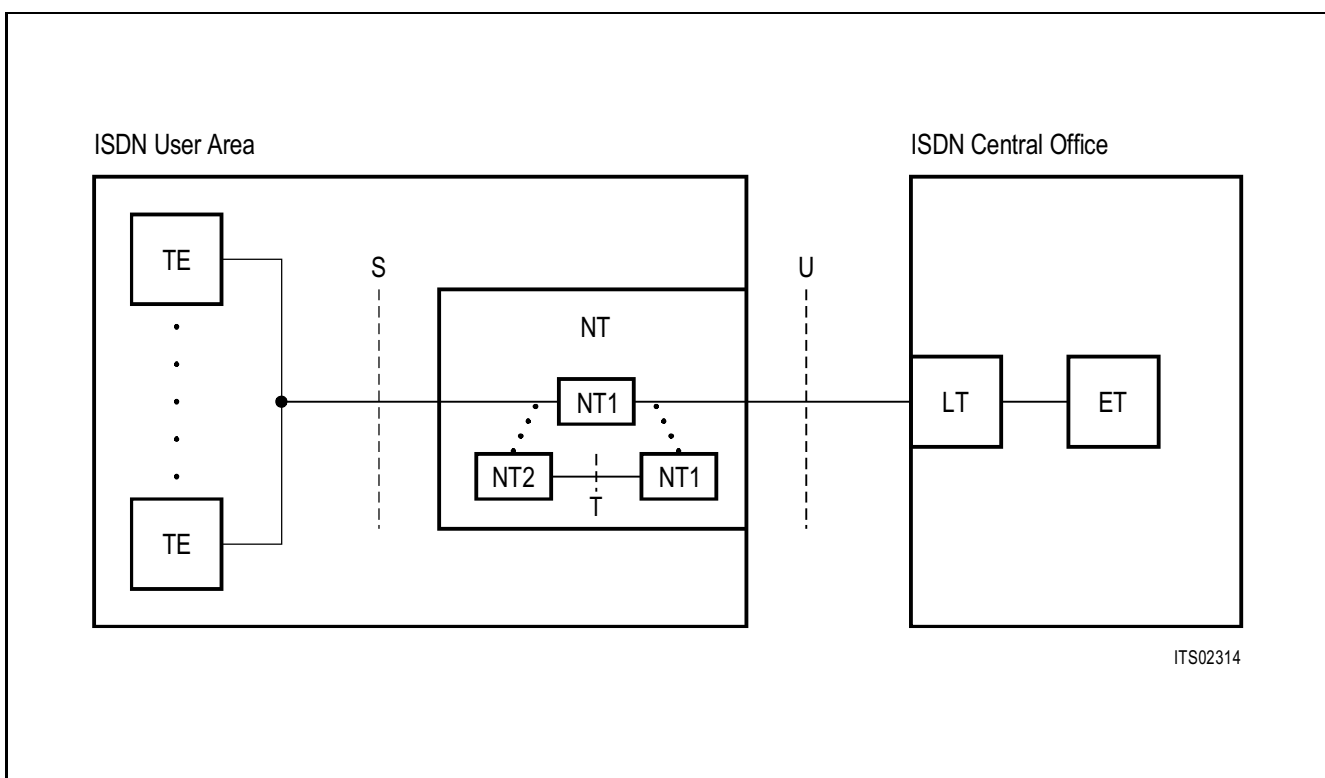 ISDN User Area
ISDN Central Office
TE
S
U
NT
NT1
LT
ET
NT2
T
NT1
TE
ITS02314